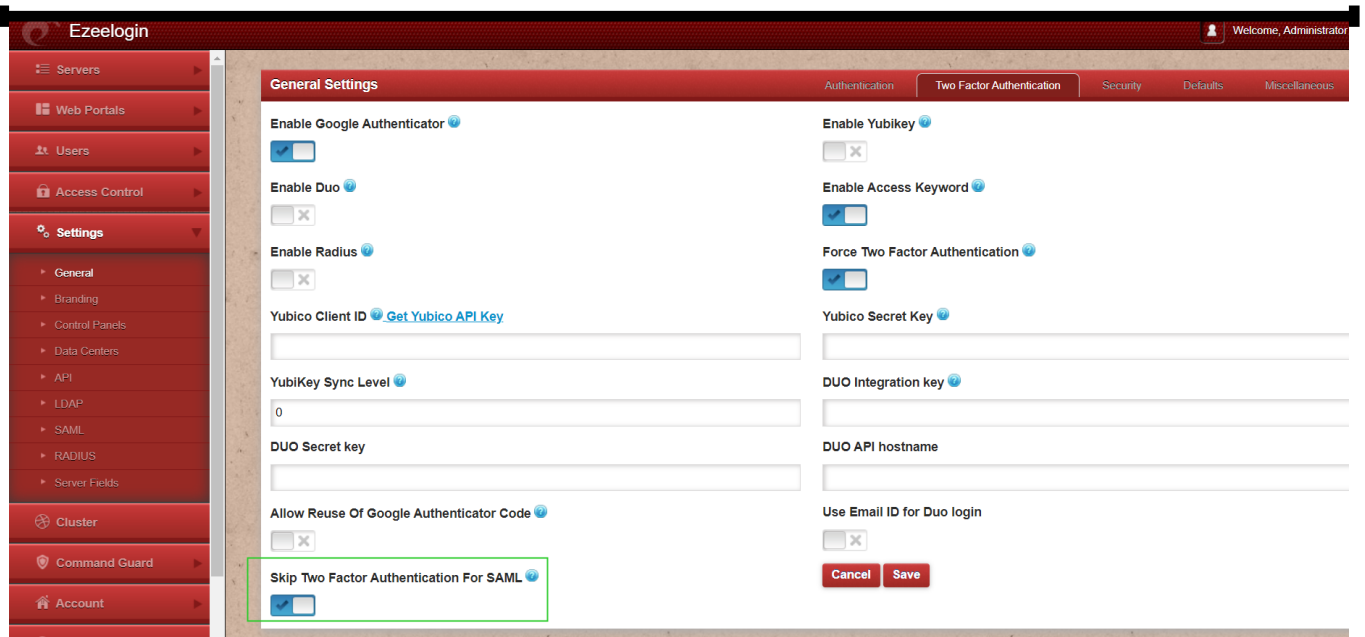 Ezeelogin
Welcome, Administrator
Servers
Web Portals
Users
Access Control
Settings
General
Branding
Control Panels
Data Centers
API
LDAP
SAML
RADIUS
Server Fields
Cluster
Command Guard
Account
General Settings
Authentication
Two Factor Authentication
Security
Defaults
Miscellaneous
Enable Google Authenticator ?
Enable Yubikey ?
Enable Duo ?
Enable Access Keyword ?
Enable Radius ?
Force Two Factor Authentication ?
Yubico Client ID ? Get Yubico API Key
Yubico Secret Key ?
YubiKey Sync Level ?
0
DUO Integration key ?
DUO Secret key
DUO API hostname
Allow Reuse Of Google Authenticator Code ?
Use Email ID for Duo login
Skip Two Factor Authentication For SAML ?
Cancel
Save